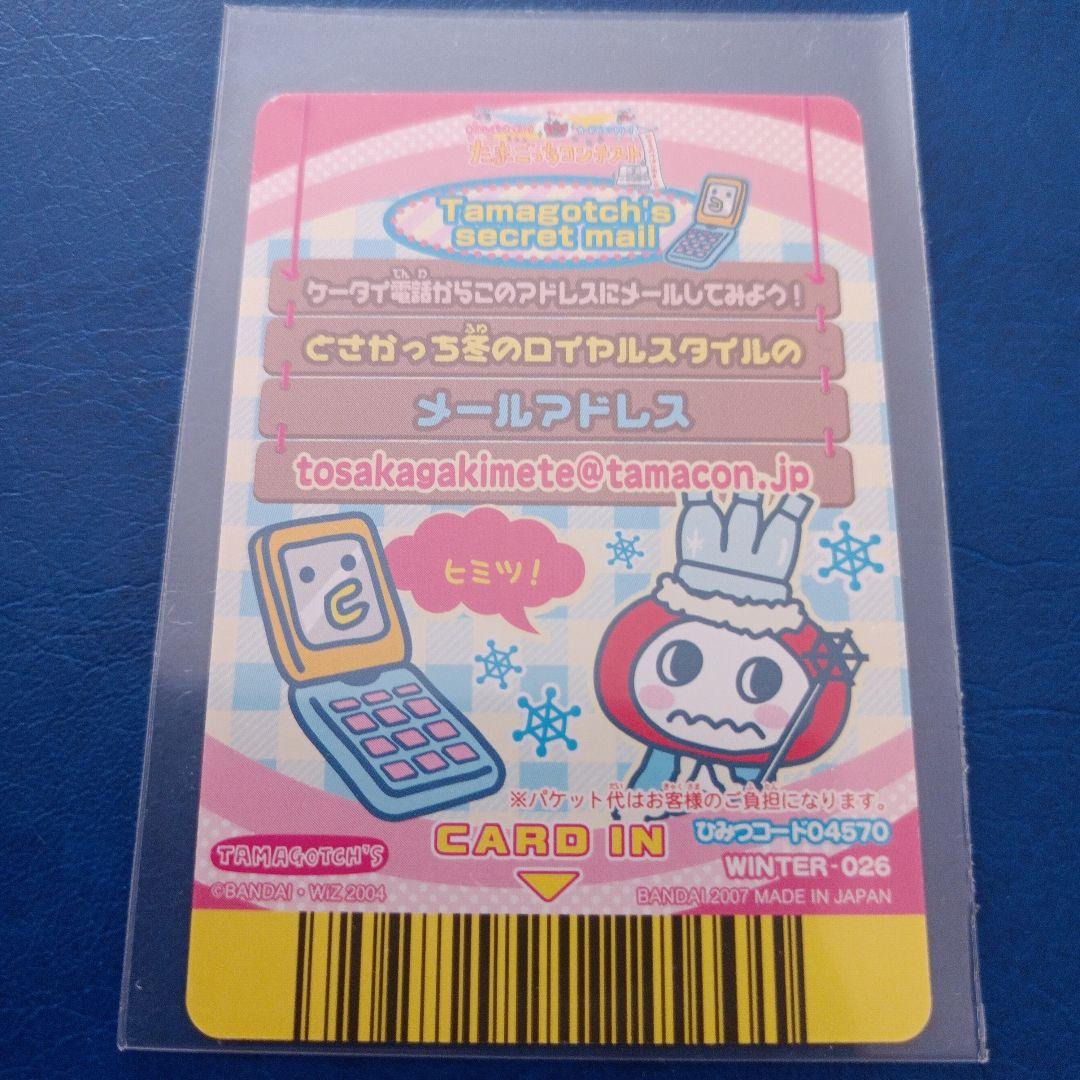 たまごっちコンテスト
Tamagotch's
secret mail
ケータイ電話からこのアドレスにメールしてみよう！
とさかっち冬のロイヤルスタイルの
メールアドレス
tosakagakimete@tamacon.jp
ヒミツ！
※パケット代はお客様のご負担になります。
CARD IN
ひみつコード04570
TAMAGOTCH'S
WINTER-026
©BANDAI・WiZ 2004
BANDAI 2007 MADE IN JAPAN